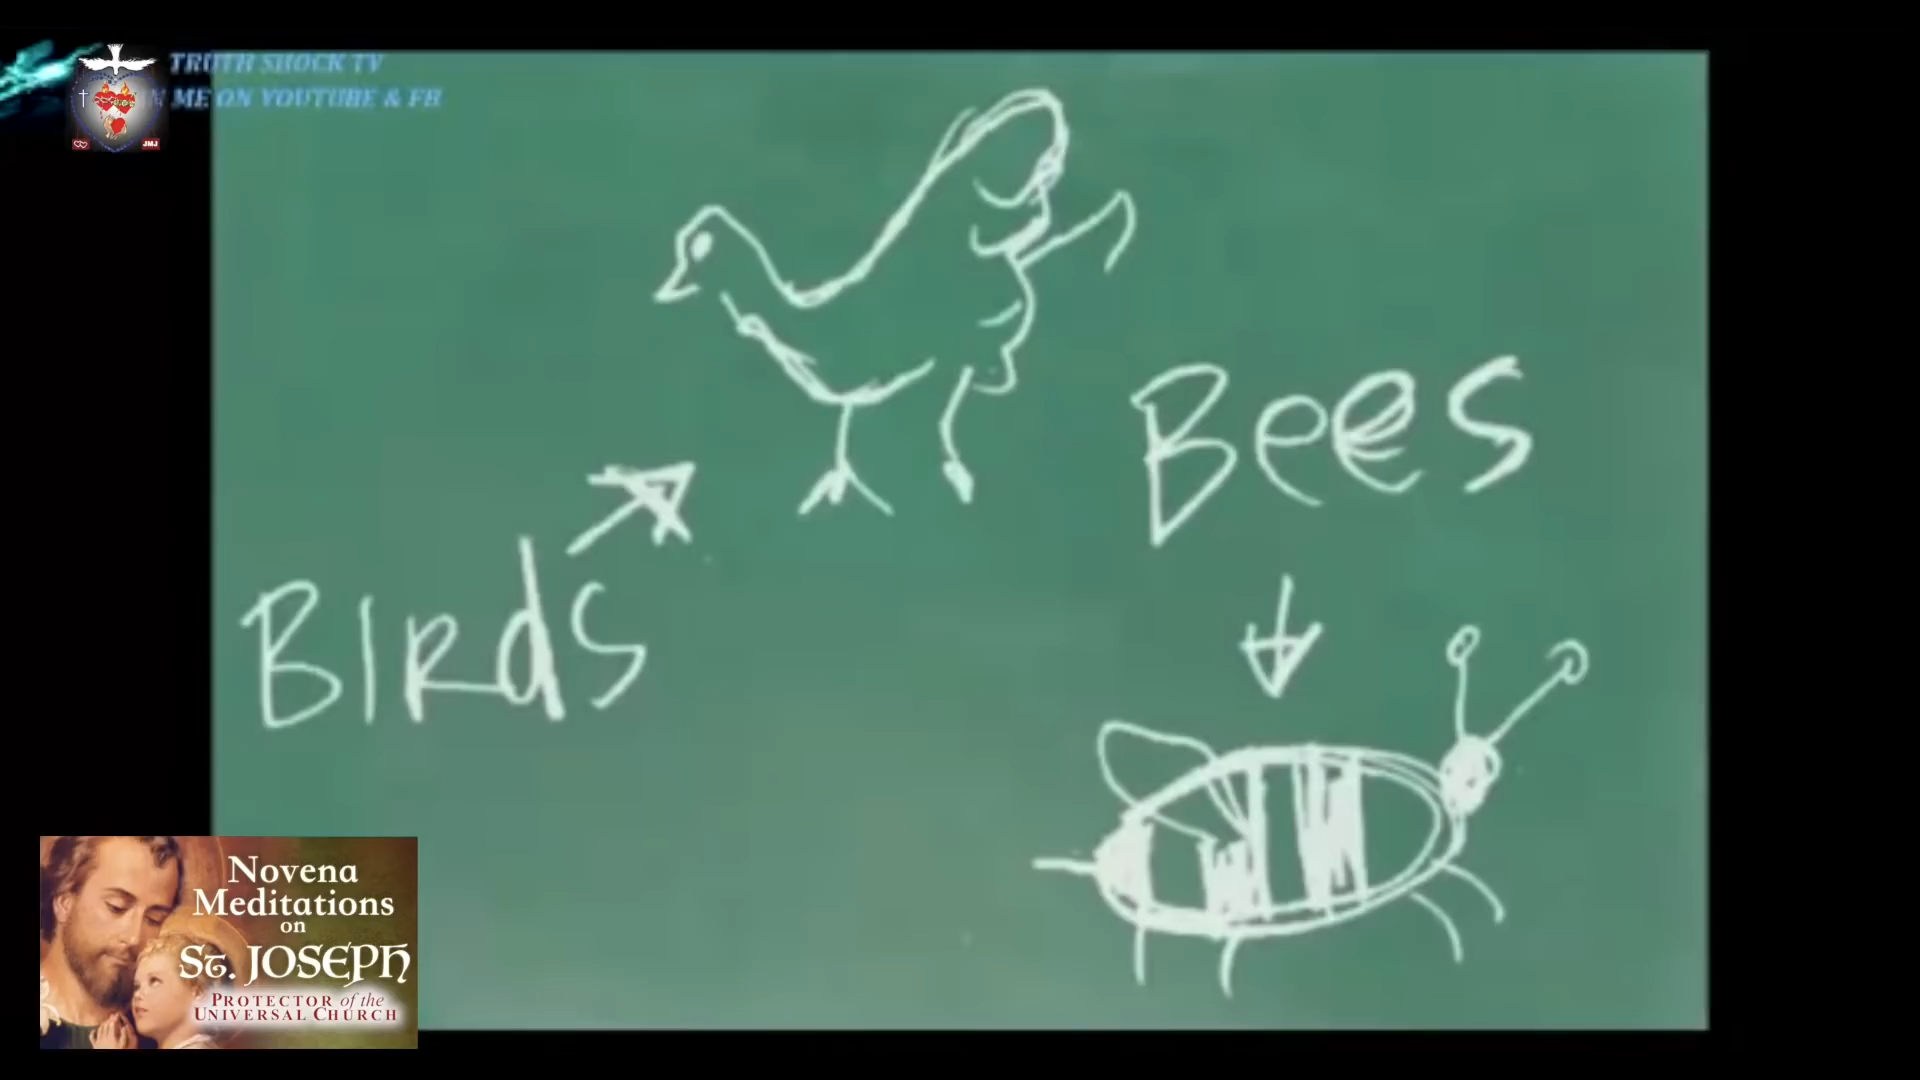 TRUTH SHOCK TV
N ME ON YOUTUBE & FB
JMJ
Bees
BIRds
Novena
Meditations
on
St. JOSEPH
PROTECTOR of the
UNIVERSAL CHURCH